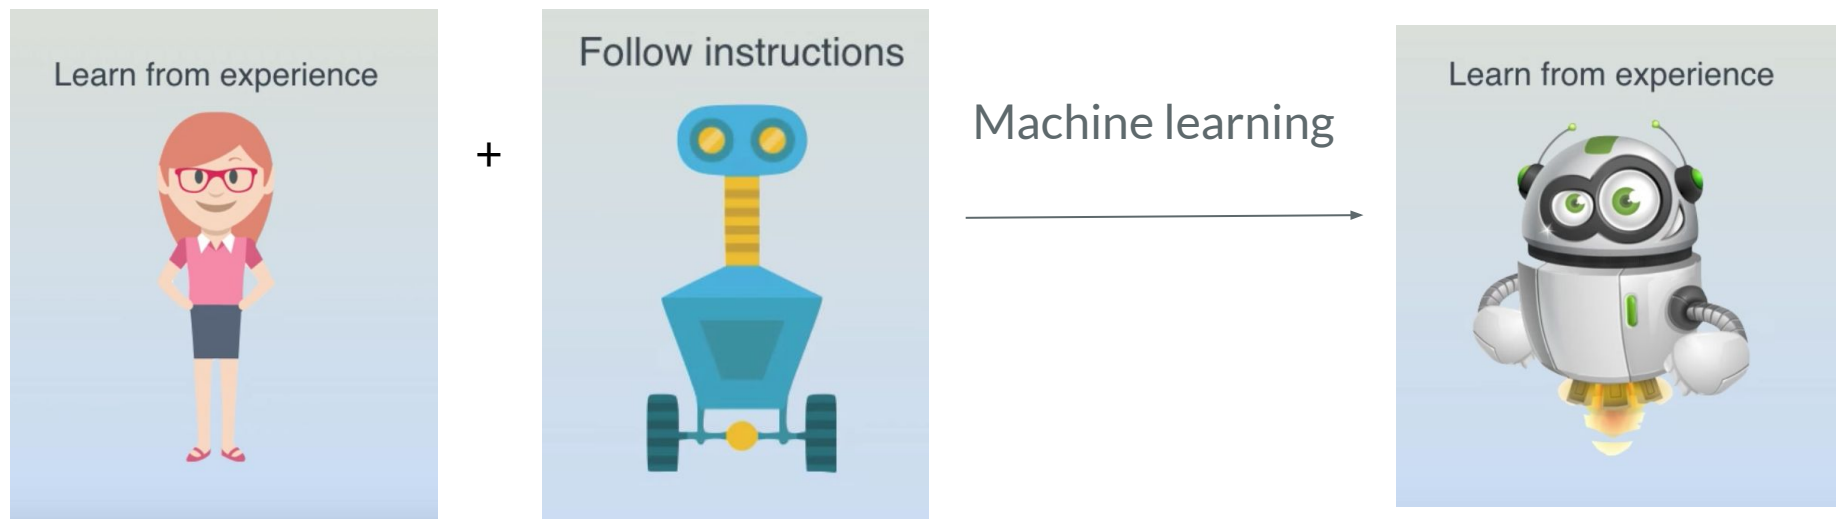 Learn from experience
+
Follow instructions
Machine learning
Learn from experience